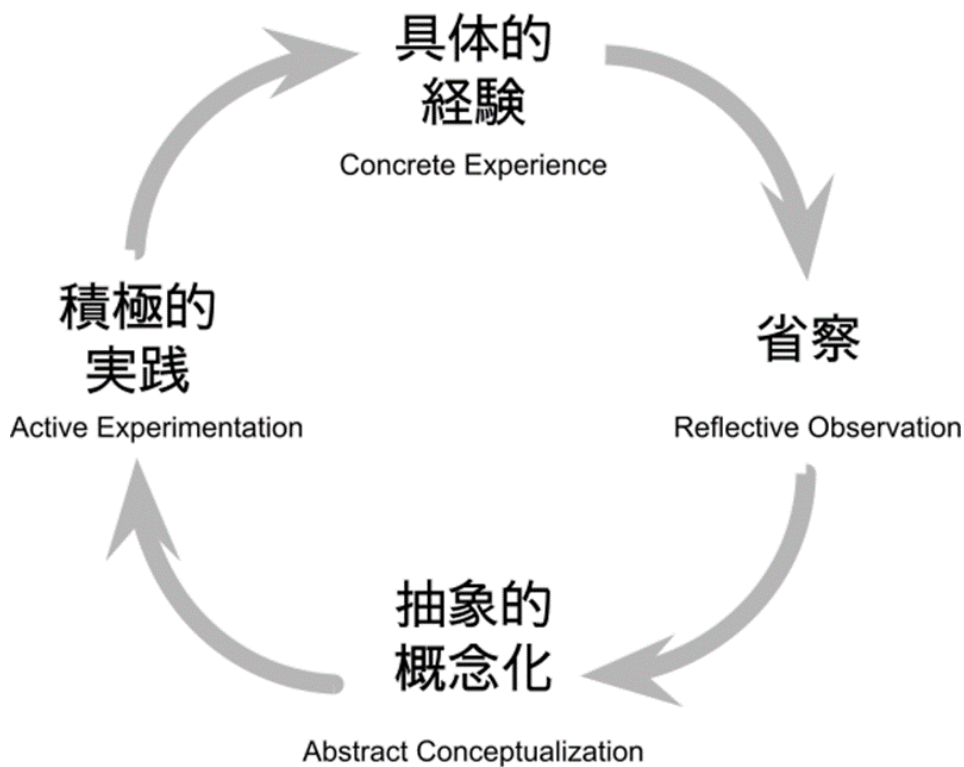 具体的
経験
Concrete Experience
省察
Reflective Observation
抽象的
概念化
Abstract Conceptualization
積極的
実践
Active Experimentation